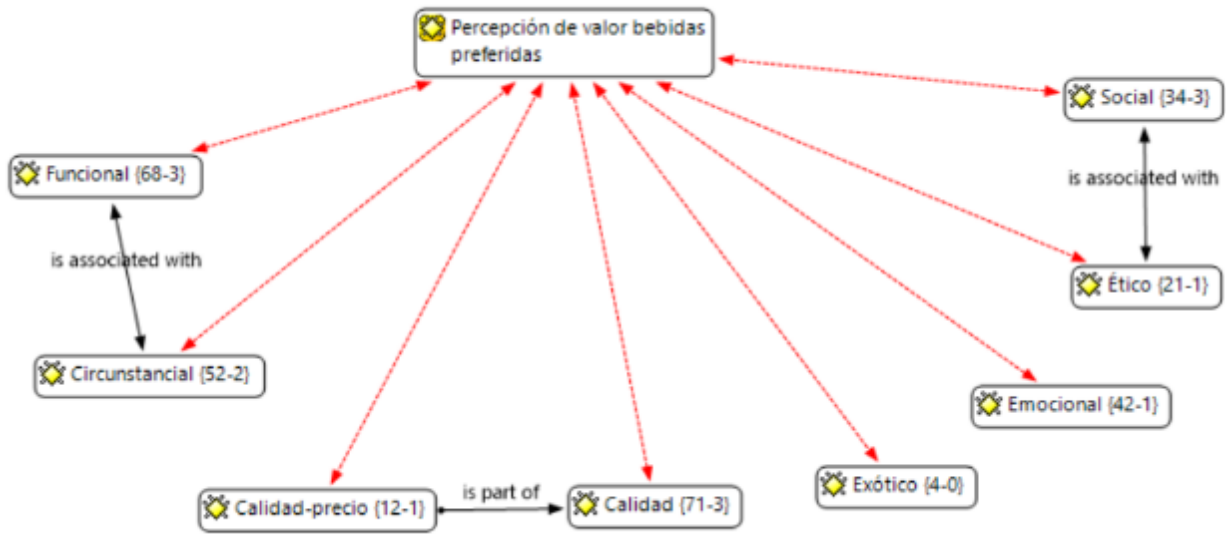 Percepción de valor bebidas
preferidas
Social {34-3}
is associated with
Funcional {68-3}
is associated with
Ético {21-1}
Circunstancial {52-2}
Emocional {42-1}
Exótico {4-0}
is part of
Calidad-precio {12-1}
Calidad {71-3}